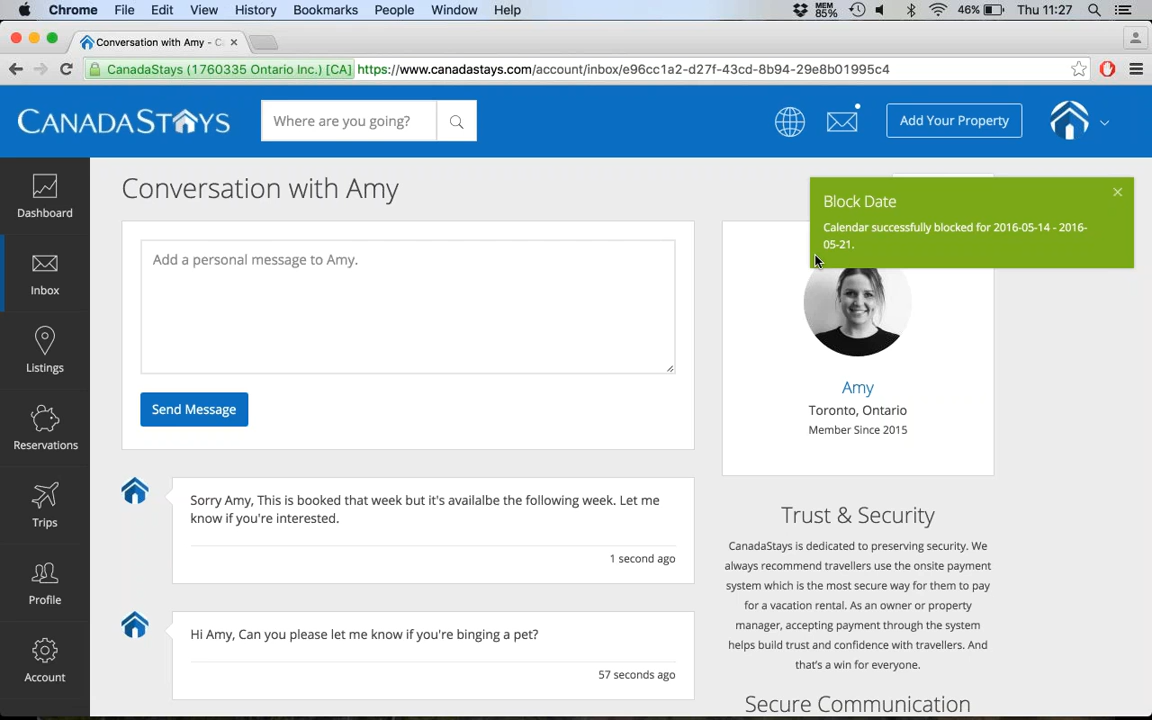 Chrome File Edit View History Bookmarks People Window Help MEM 85% 46% Thu 11:27
Conversation with Amy - C
CanadaStays (1760335 Ontario Inc.) [CA] https://www.canadastays.com/account/inbox/e96cc1a2-d27f-43cd-8b94-29e8b01995c4
CANADASTAYS Where are you going? Add Your Property
Dashboard
Inbox
Listings
Reservations
Trips
Profile
Account
Conversation with Amy
Add a personal message to Amy.
Send Message
Sorry Amy, This is booked that week but it's availalbe the following week. Let me
know if you're interested.
1 second ago
Hi Amy, Can you please let me know if you're binging a pet?
57 seconds ago
Block Date
Calendar successfully blocked for 2016-05-14 - 2016-
05-21.
Amy
Toronto, Ontario
Member Since 2015
Trust & Security
CanadaStays is dedicated to preserving security. We
always recommend travellers use the onsite payment
system which is the most secure way for them to pay
for a vacation rental. As an owner or property
manager, accepting payment through the system
helps build trust and confidence with travellers. And
that's a win for everyone.
Secure Communication